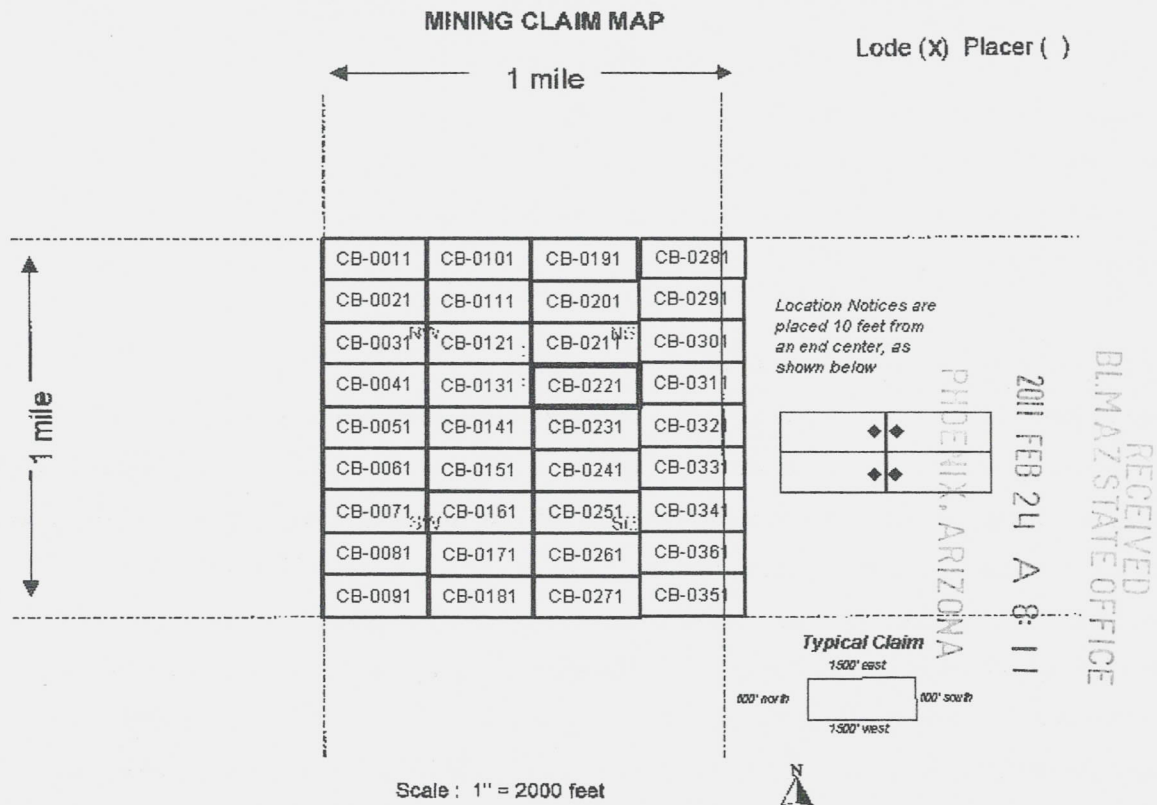 MINING CLAIM MAP
Lode (X) Placer ( )
1 mile
1 mile
CB-0011 CB-0101 CB-0191 CB-0281
CB-0021 CB-0111 CB-0201 CB-0291
CB-0031 CB-0121 CB-0211 CB-0301
NW NE
CB-0041 CB-0131 CB-0221 CB-0311
CB-0051 CB-0141 CB-0231 CB-0321
CB-0061 CB-0151 CB-0241 CB-0331
CB-0071 CB-0161 CB-0251 CB-0341
SW SE
CB-0081 CB-0171 CB-0261 CB-0361
CB-0091 CB-0181 CB-0271 CB-0351
Location Notices are
placed 10 feet from
an end center, as
shown below
RECEIVED
BLM AZ STATE OFFICE
2011 FEB 24 A 8:11
PHOENIX, ARIZONA
Typical Claim
1500' east
600' north
600' south
1500' west
Scale : 1" = 2000 feet
N